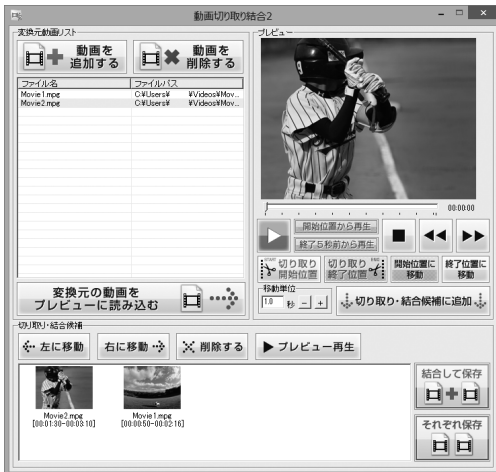 動画切り取り結合2
変換元動画リスト
動画を
追加する
動画を
削除する
ファイル名
ファイルパス
Movie1.mpg
C:¥Users¥ ¥Videos¥Mov...
Movie2.mpg
C:¥Users¥ ¥Videos¥Mov...
変換元の動画を
プレビューに読み込む
プレビュー
00:00:00
開始位置から再生
終了5秒前から再生
START
切り取り
開始位置
切り取り
終了位置
END
開始位置に
移動
終了位置に
移動
移動単位
1.0 秒 - +
切り取り・結合候補に追加
切り取り・結合候補
左に移動
右に移動
削除する
プレビュー再生
Movie2.mpg
[00:01:30-00:03:10]
Movie1.mpg
[00:00:50-00:02:16]
結合して保存
それぞれ保存